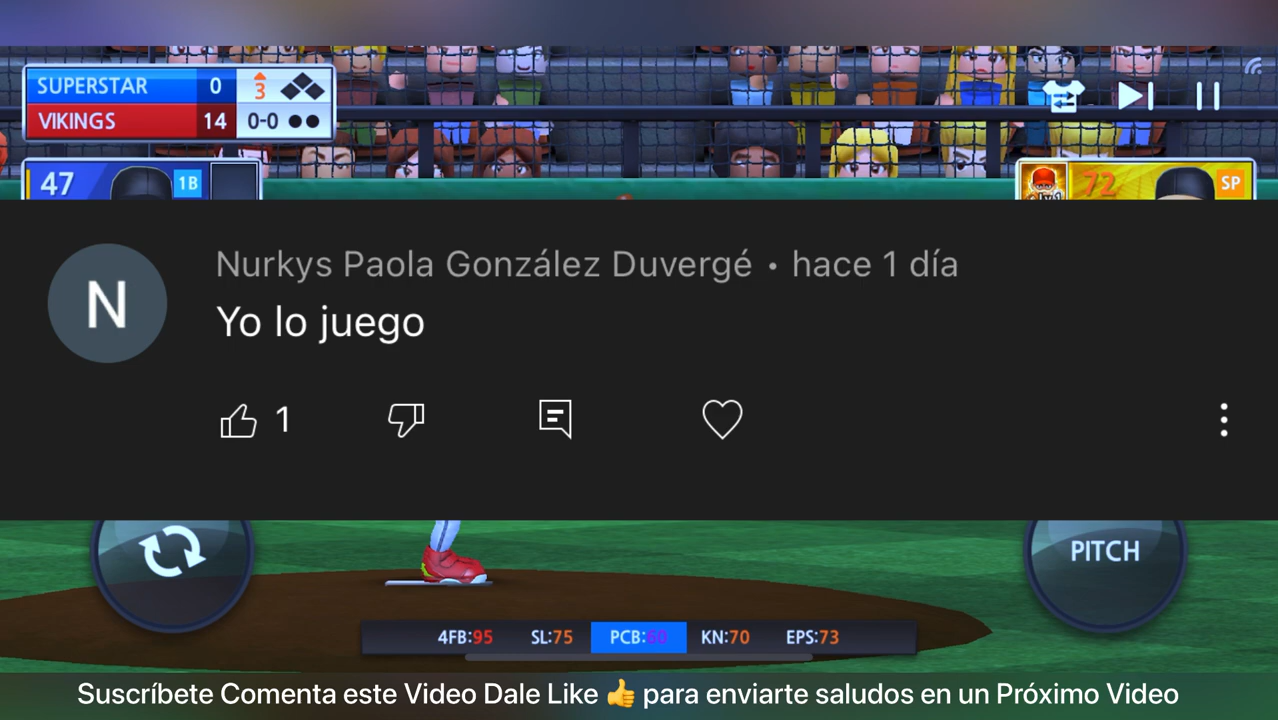 SUPERSTAR 0 3
VIKINGS 14 0-0
47 1B
72 SP
N
Nurkys Paola González Duvergé • hace 1 día
Yo lo juego
1
PITCH
4FB:95 SL:75 PCB:60 KN:70 EPS:73
Suscríbete Comenta este Video Dale Like 👍 para enviarte saludos en un Próximo Video